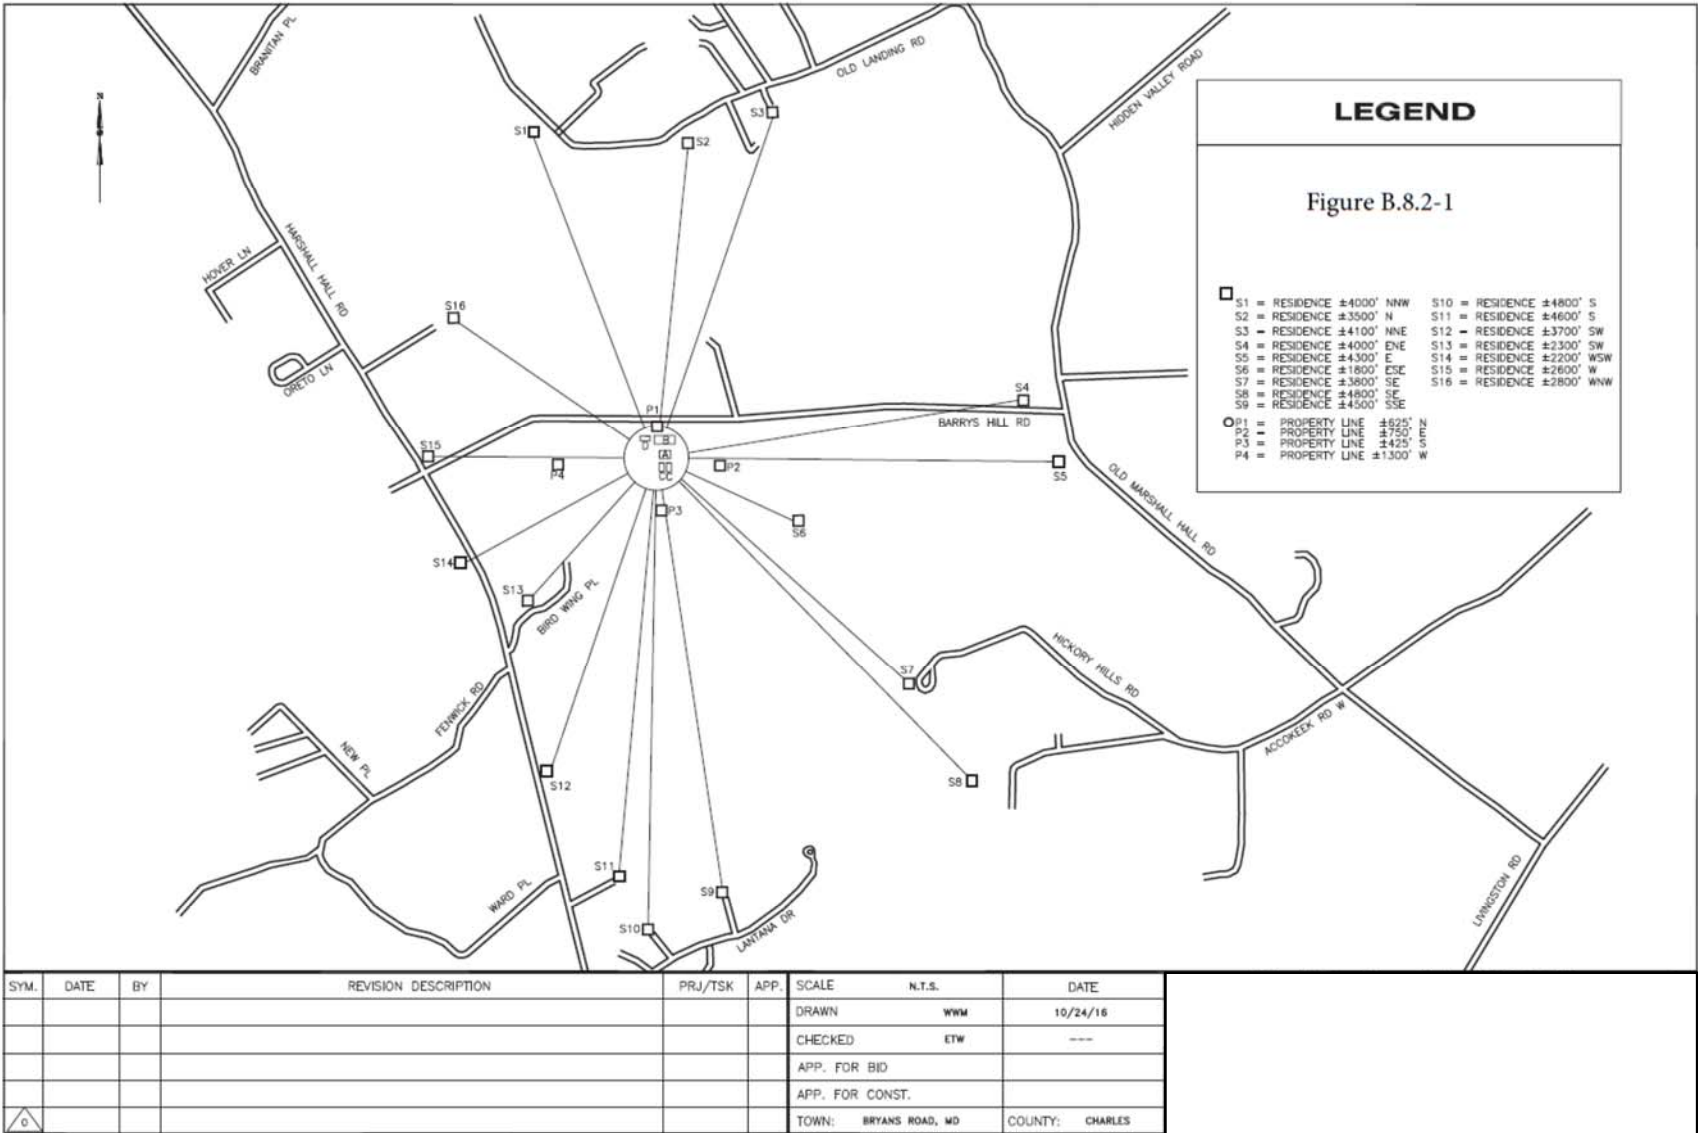 BRANITAN PL
OLD LANDING RD
HIDDEN VALLEY ROAD
N
S1
S2
S3
HOVER LN
MARSHALL HALL RD
S16
ORETO LN
S4
BARRYS HILL RD
P1
B
D
A
CC
S15
P4
P2
S5
P3
S6
OLD MARSHALL HALL RD
S14
S13
BIRD WING PL
S7
HICKORY HILLS RD
FENWICK RD
ACCOKEEK RD W
NEW PL
S12
S8
S11
WARD PL
S9
S10
LANTANA DR
LIVINGSTON RD
LEGEND
Figure B.8.2-1
S1 = RESIDENCE ±4000' NNW
S2 = RESIDENCE ±3500' N
S3 = RESIDENCE ±4100' NNE
S4 = RESIDENCE ±4000' ENE
S5 = RESIDENCE ±4300' E
S6 = RESIDENCE ±1800' ESE
S7 = RESIDENCE ±3800' SE
S8 = RESIDENCE ±4800' SE
S9 = RESIDENCE ±4500' SSE
S10 = RESIDENCE ±4800' S
S11 = RESIDENCE ±4600' S
S12 = RESIDENCE ±3700' SW
S13 = RESIDENCE ±2300' SW
S14 = RESIDENCE ±2200' WSW
S15 = RESIDENCE ±2600' W
S16 = RESIDENCE ±2800' WNW
P1 = PROPERTY LINE ±625' N
P2 = PROPERTY LINE ±750' E
P3 = PROPERTY LINE ±425' S
P4 = PROPERTY LINE ±1300' W
SYM. DATE BY REVISION DESCRIPTION PRJ/TSK APP.
0
SCALE N.T.S. DATE
DRAWN WWM 10/24/16
CHECKED ETW ---
APP. FOR BID
APP. FOR CONST.
TOWN: BRYANS ROAD, MD COUNTY: CHARLES